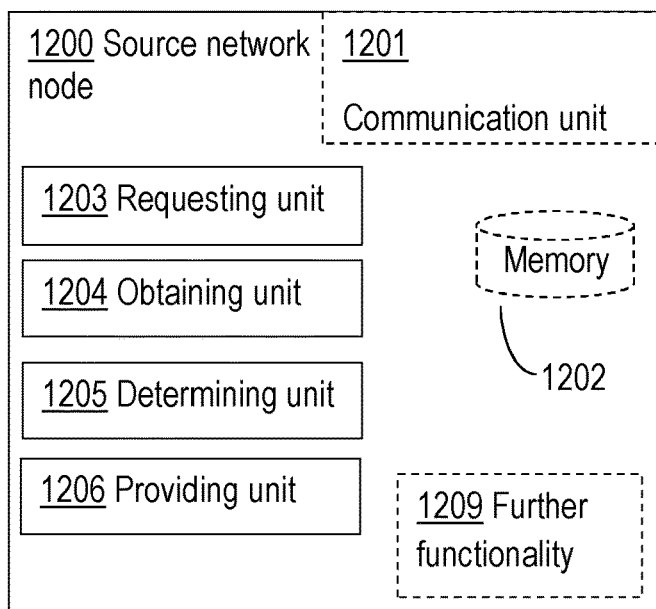 1200 Source network
node
1201
Communication unit
1203 Requesting unit
1204 Obtaining unit
1205 Determining unit
1206 Providing unit
Memory
1202
1209 Further
functionality